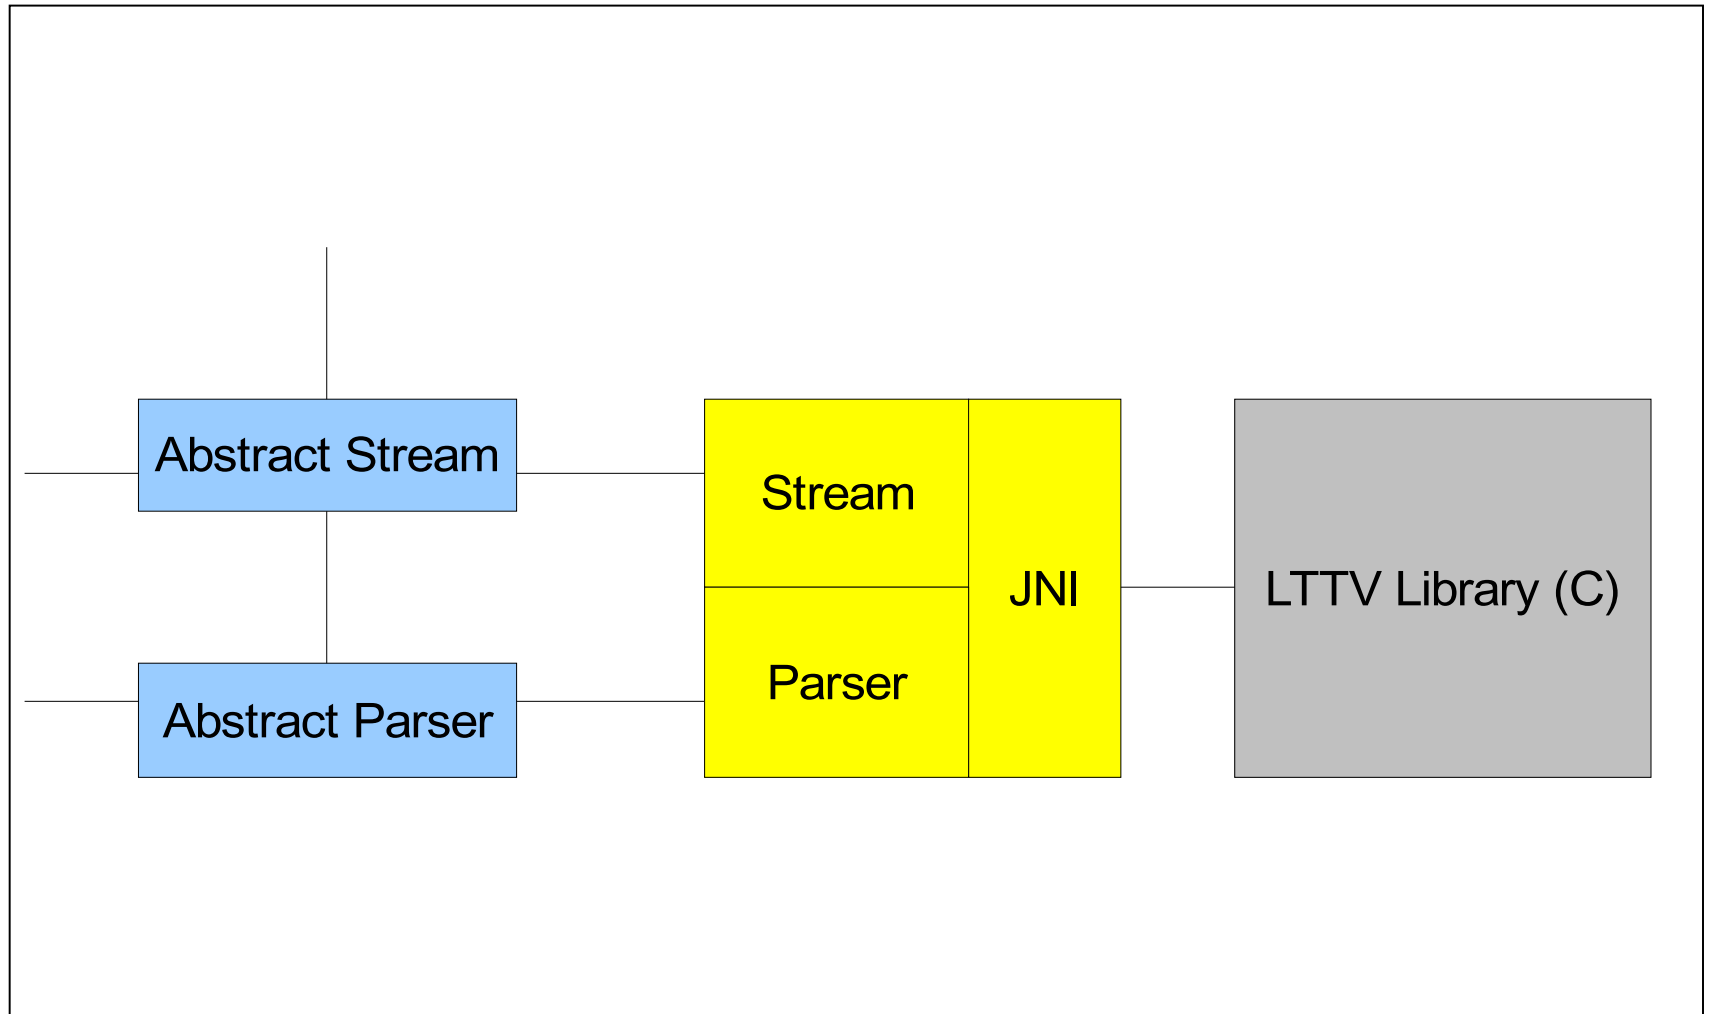 Abstract Stream
Stream
JNI
LTTV Library (C)
Parser
Abstract Parser